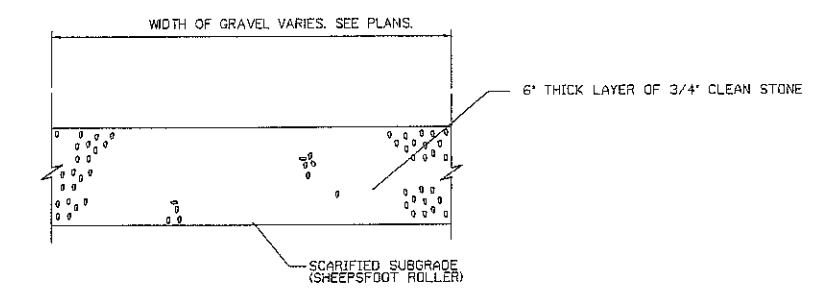 WIDTH OF GRAVEL VARIES. SEE PLANS.
6" THICK LAYER OF 3/4" CLEAN STONE
SCARIFIED SUBGRADE
(SHEEPSFOOT ROLLER)